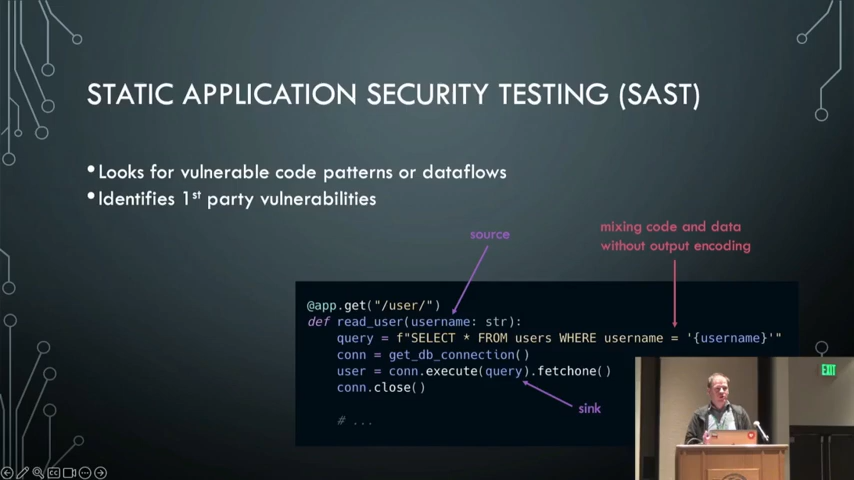 STATIC APPLICATION SECURITY TESTING (SAST)
•Looks for vulnerable code patterns or dataflows
•Identifies 1st party vulnerabilities
source
mixing code and data
without output encoding
@app.get("/user/")
def read_user(username: str):
    query = f"SELECT * FROM users WHERE username = '{username}'"
    conn = get_db_connection()
    user = conn.execute(query).fetchone()
    conn.close()
sink
    # ...
EXIT
CC